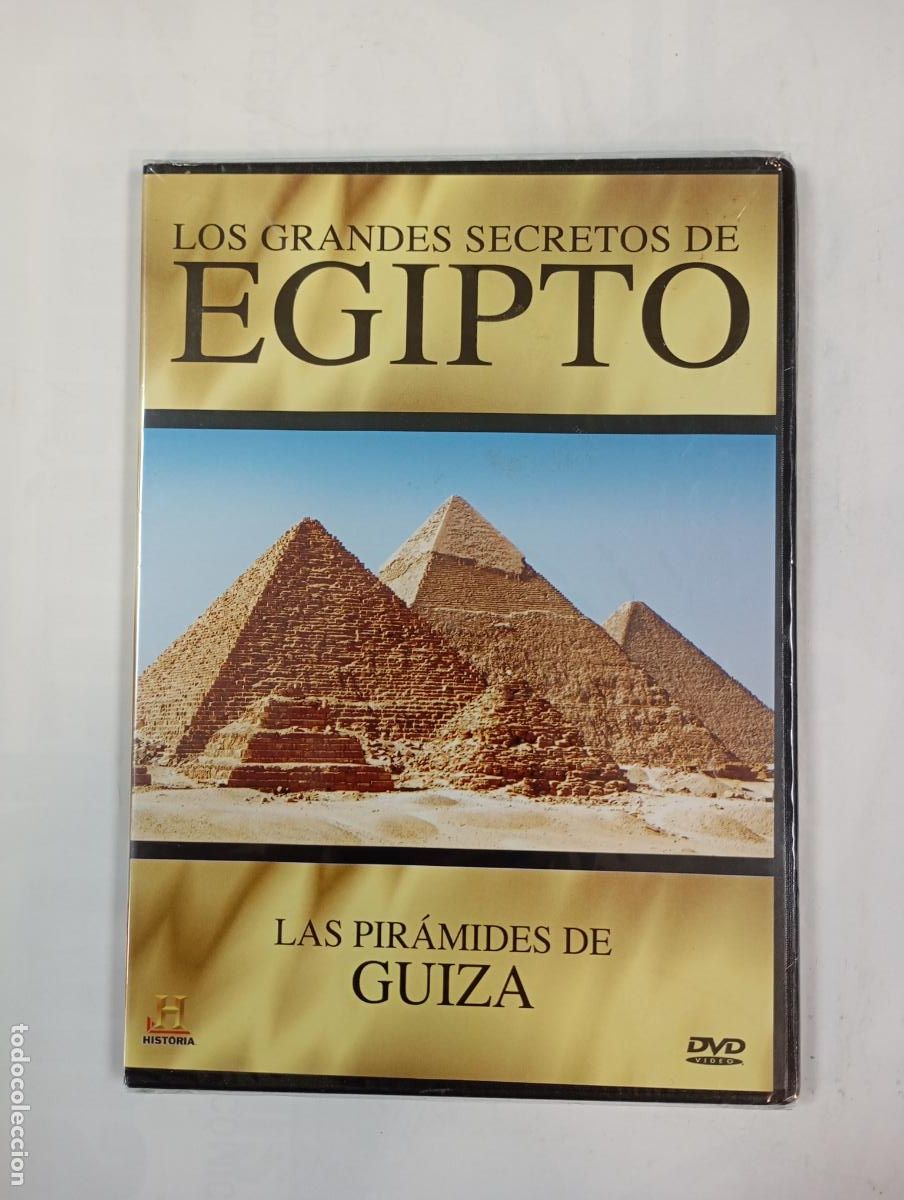 LOS GRANDES SECRETOS DE
EGIPTO
LAS PIRÁMIDES DE
GUIZA
H
HISTORIA
DVD
VIDEO
todocoleccion